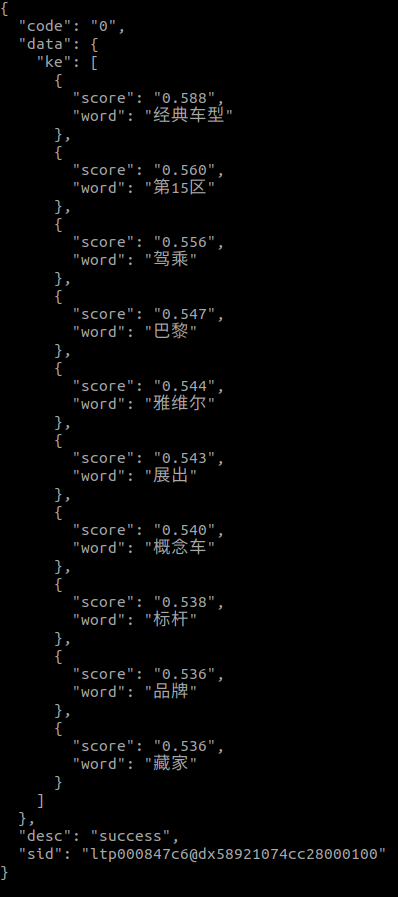 {
  "code": "0",
  "data": {
    "ke": [
      {
        "score": "0.588",
        "word": "经典车型"
      },
      {
        "score": "0.560",
        "word": "第15区"
      },
      {
        "score": "0.556",
        "word": "驾乘"
      },
      {
        "score": "0.547",
        "word": "巴黎"
      },
      {
        "score": "0.544",
        "word": "雅维尔"
      },
      {
        "score": "0.543",
        "word": "展出"
      },
      {
        "score": "0.540",
        "word": "概念车"
      },
      {
        "score": "0.538",
        "word": "标杆"
      },
      {
        "score": "0.536",
        "word": "品牌"
      },
      {
        "score": "0.536",
        "word": "藏家"
      }
    ]
  },
  "desc": "success",
  "sid": "ltp000847c6@dx58921074cc28000100"
}